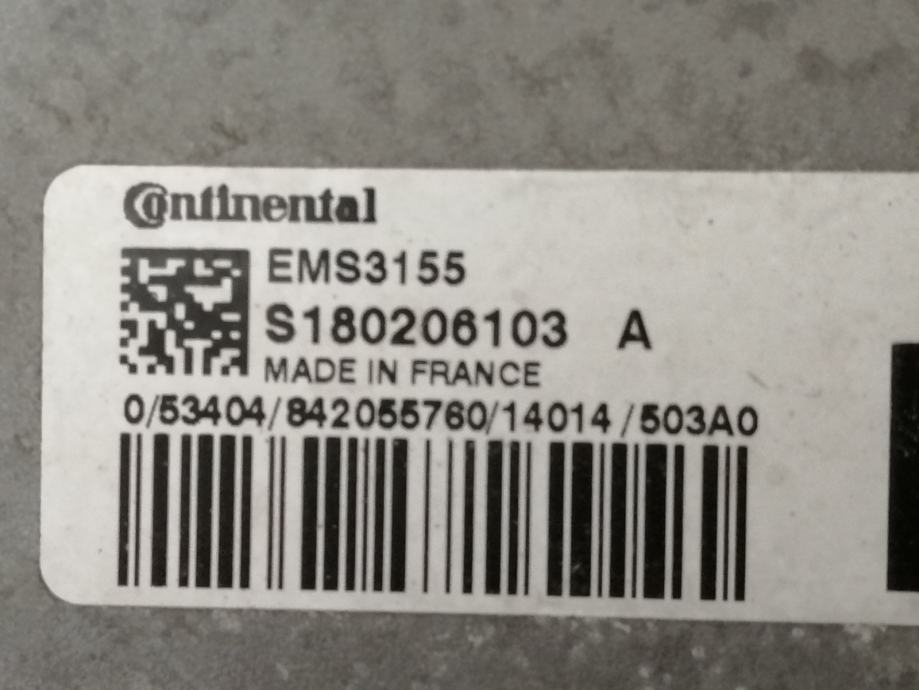 Continental
EMS3155
S180206103 A
MADE IN FRANCE
0/53404/842055760/14014/503A0